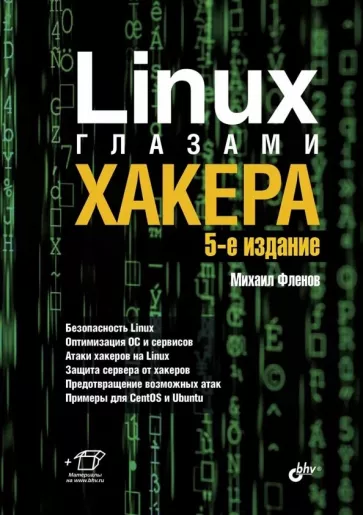 Linux
ГЛАЗАМИ
ХАКЕРА
5-е издание
Михаил Фленов
Безопасность Linux
Оптимизация ОС и сервисов
Атаки хакеров на Linux
Защита сервера от хакеров
Предотвращение возможных атак
Примеры для CentOS и Ubuntu
+
Материалы
на www.bhv.ru
bhv®